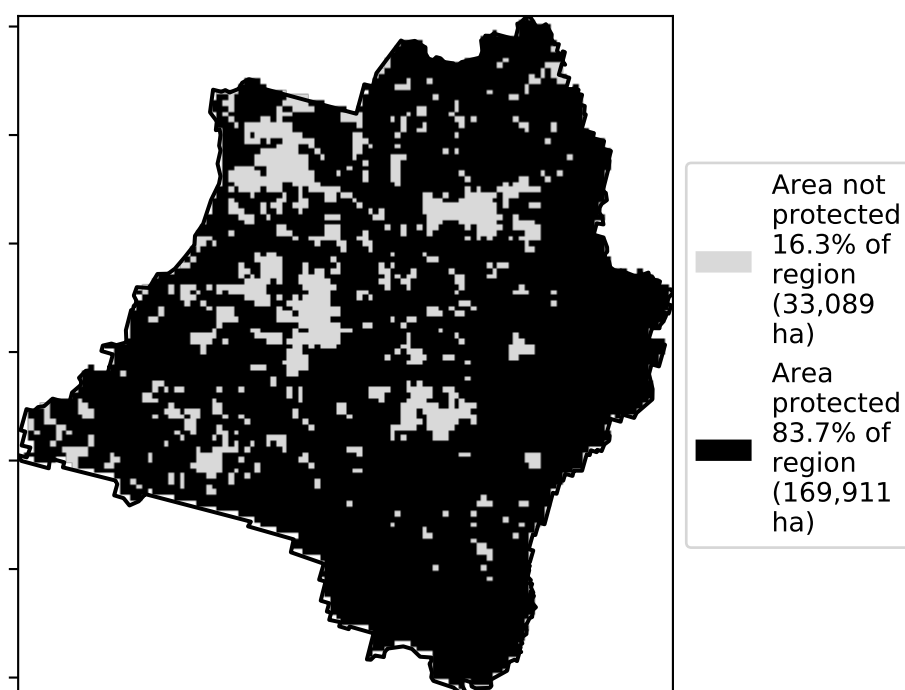 Area not
protected
16.3% of
region
(33,089
ha)
Area
protected
83.7% of
region
(169,911
ha)